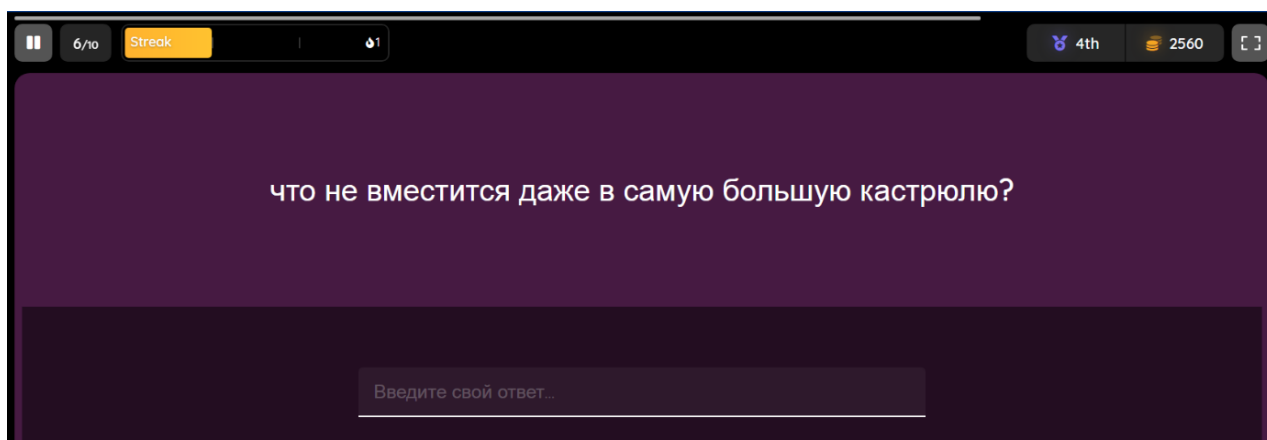 6/10 Streak 1 4th 2560
что не вместится даже в самую большую кастрюлю?
Введите свой ответ...